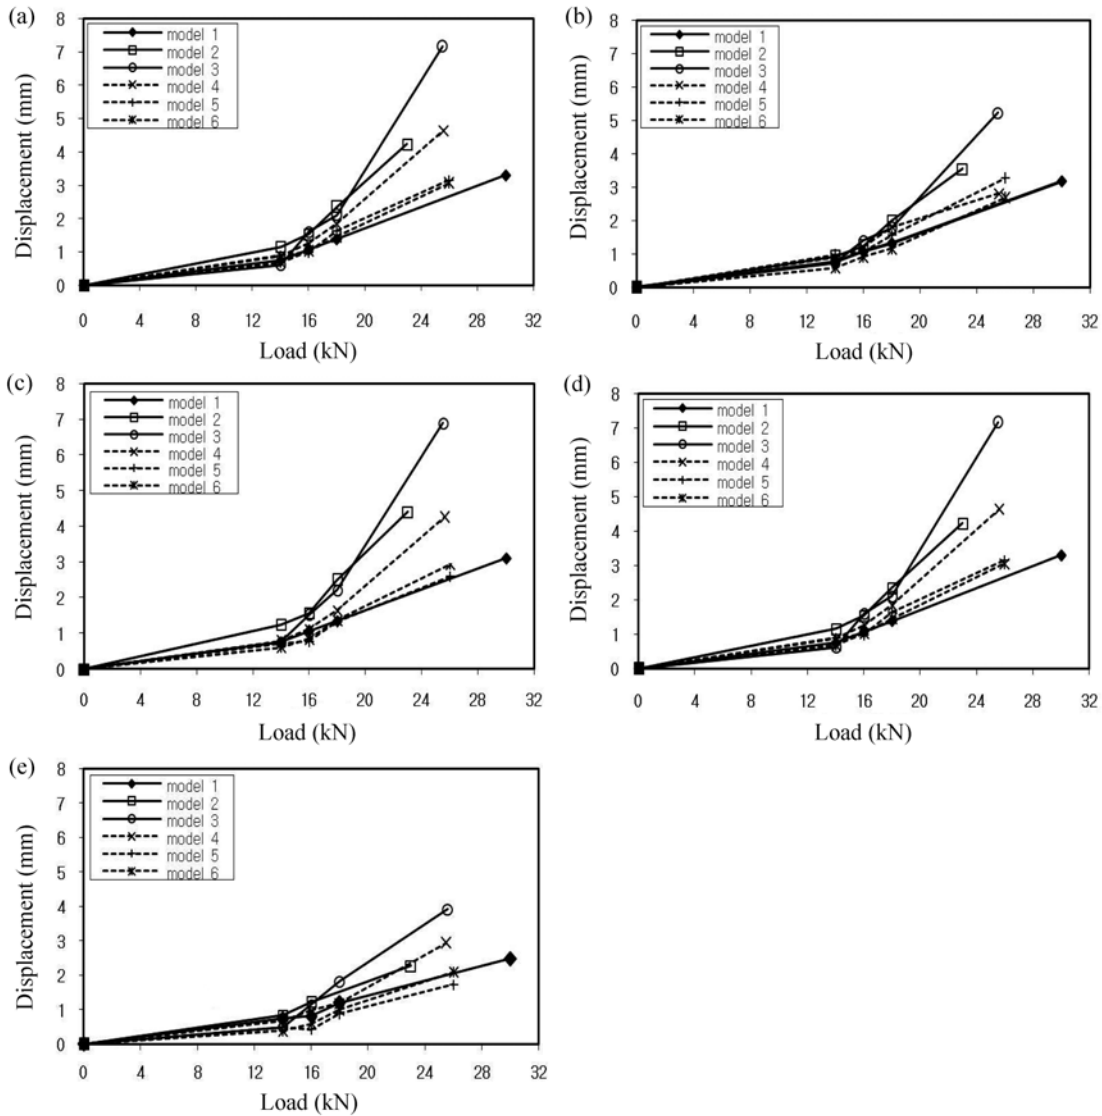 (a)
8
7
6
5
4
3
2
1
0
Displacement (mm)
model 1
model 2
model 3
model 4
model 5
model 6
0 4 8 12 16 20 24 28 32
Load (kN)
(b)
8
7
6
5
4
3
2
1
0
Displacement (mm)
model 1
model 2
model 3
model 4
model 5
model 6
0 4 8 12 16 20 24 28 32
Load (kN)
(c)
8
7
6
5
4
3
2
1
0
Displacement (mm)
model 1
model 2
model 3
model 4
model 5
model 6
0 4 8 12 16 20 24 28 32
Load (kN)
(d)
8
7
6
5
4
3
2
1
0
Displacement (mm)
model 1
model 2
model 3
model 4
model 5
model 6
0 4 8 12 16 20 24 28 32
Load (kN)
(e)
8
7
6
5
4
3
2
1
0
Displacement (mm)
model 1
model 2
model 3
model 4
model 5
model 6
0 4 8 12 16 20 24 28 32
Load (kN)